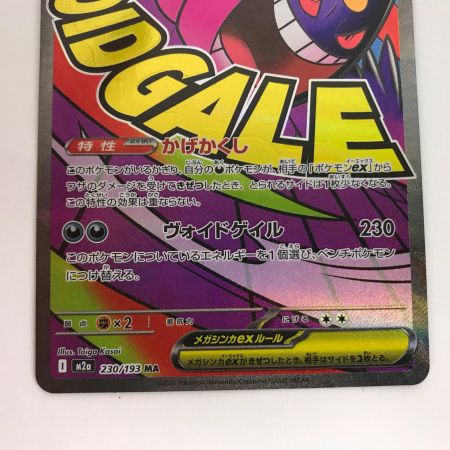 OIDGALE
特性 かげかくし
このポケモンがいるかぎり、自分のポケモンが、相手の「ポケモンex」から
ワザのダメージを受けてきぜつしたとき、とられるサイドは1枚少なくなる。
この特性の効果は重ならない。
ヴォイドゲイル 230
このポケモンについているエネルギーを1個選び、ベンチポケモン
につけ替える。
弱点 ×2 抵抗力 にげる
メガシンカexルール
メガシンカexがきぜつしたとき、相手はサイドを3枚とる。
Illus. Taiga Kasai
I M2a 230/193 MA
©2025 Pokémon/Nintendo/Creatures/GAME FREAK